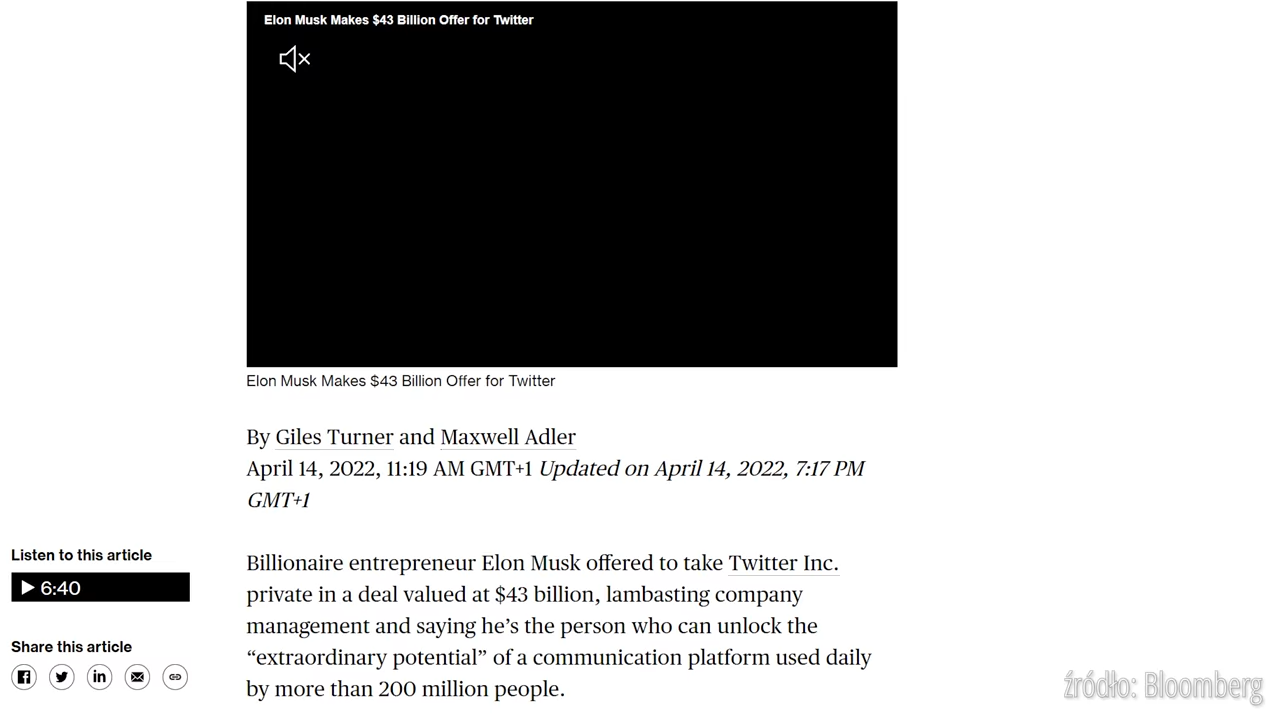 Elon Musk Makes $43 Billion Offer for Twitter
Elon Musk Makes $43 Billion Offer for Twitter
By Giles Turner and Maxwell Adler
April 14, 2022, 11:19 AM GMT+1 Updated on April 14, 2022, 7:17 PM
GMT+1
Listen to this article
6:40
Share this article
Billionaire entrepreneur Elon Musk offered to take Twitter Inc.
private in a deal valued at $43 billion, lambasting company
management and saying he’s the person who can unlock the
“extraordinary potential” of a communication platform used daily
by more than 200 million people.
źródło: Bloomberg